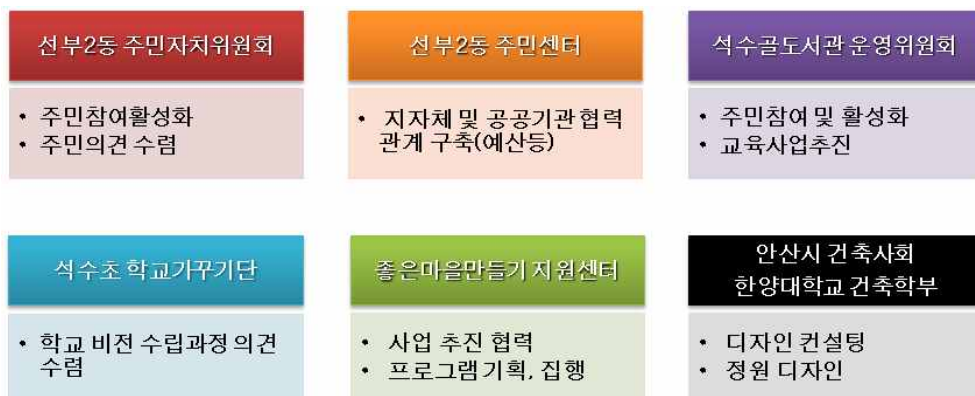 선부2동 주민자치위원회
• 주민참여활성화
• 주민의견 수렴
선부2동 주민센터
• 지자체 및 공공기관 협력
관계 구축(예산등)
석수골도서관 운영위원회
• 주민참여 및 활성화
• 교육사업추진
석수초 학교가꾸기단
• 학교 비전 수립과정 의견
수렴
좋은마을만들기 지원센터
• 사업 추진 협력
• 프로그램 기획, 집행
안산시 건축사회
한양대학교 건축학부
• 디자인 컨설팅
• 정원 디자인